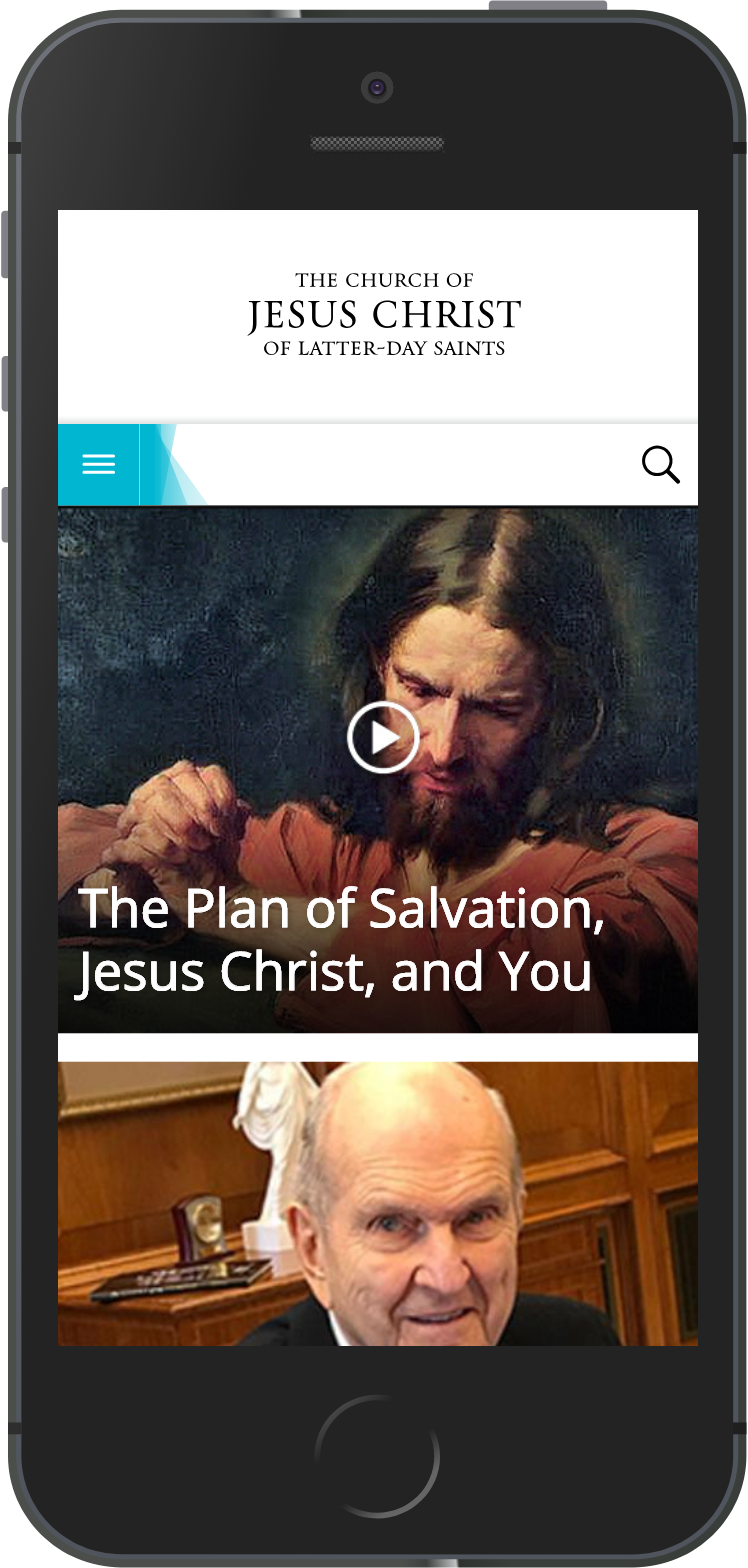 THE CHURCH OF
JESUS CHRIST
OF LATTER-DAY SAINTS
The Plan of Salvation,
Jesus Christ, and You